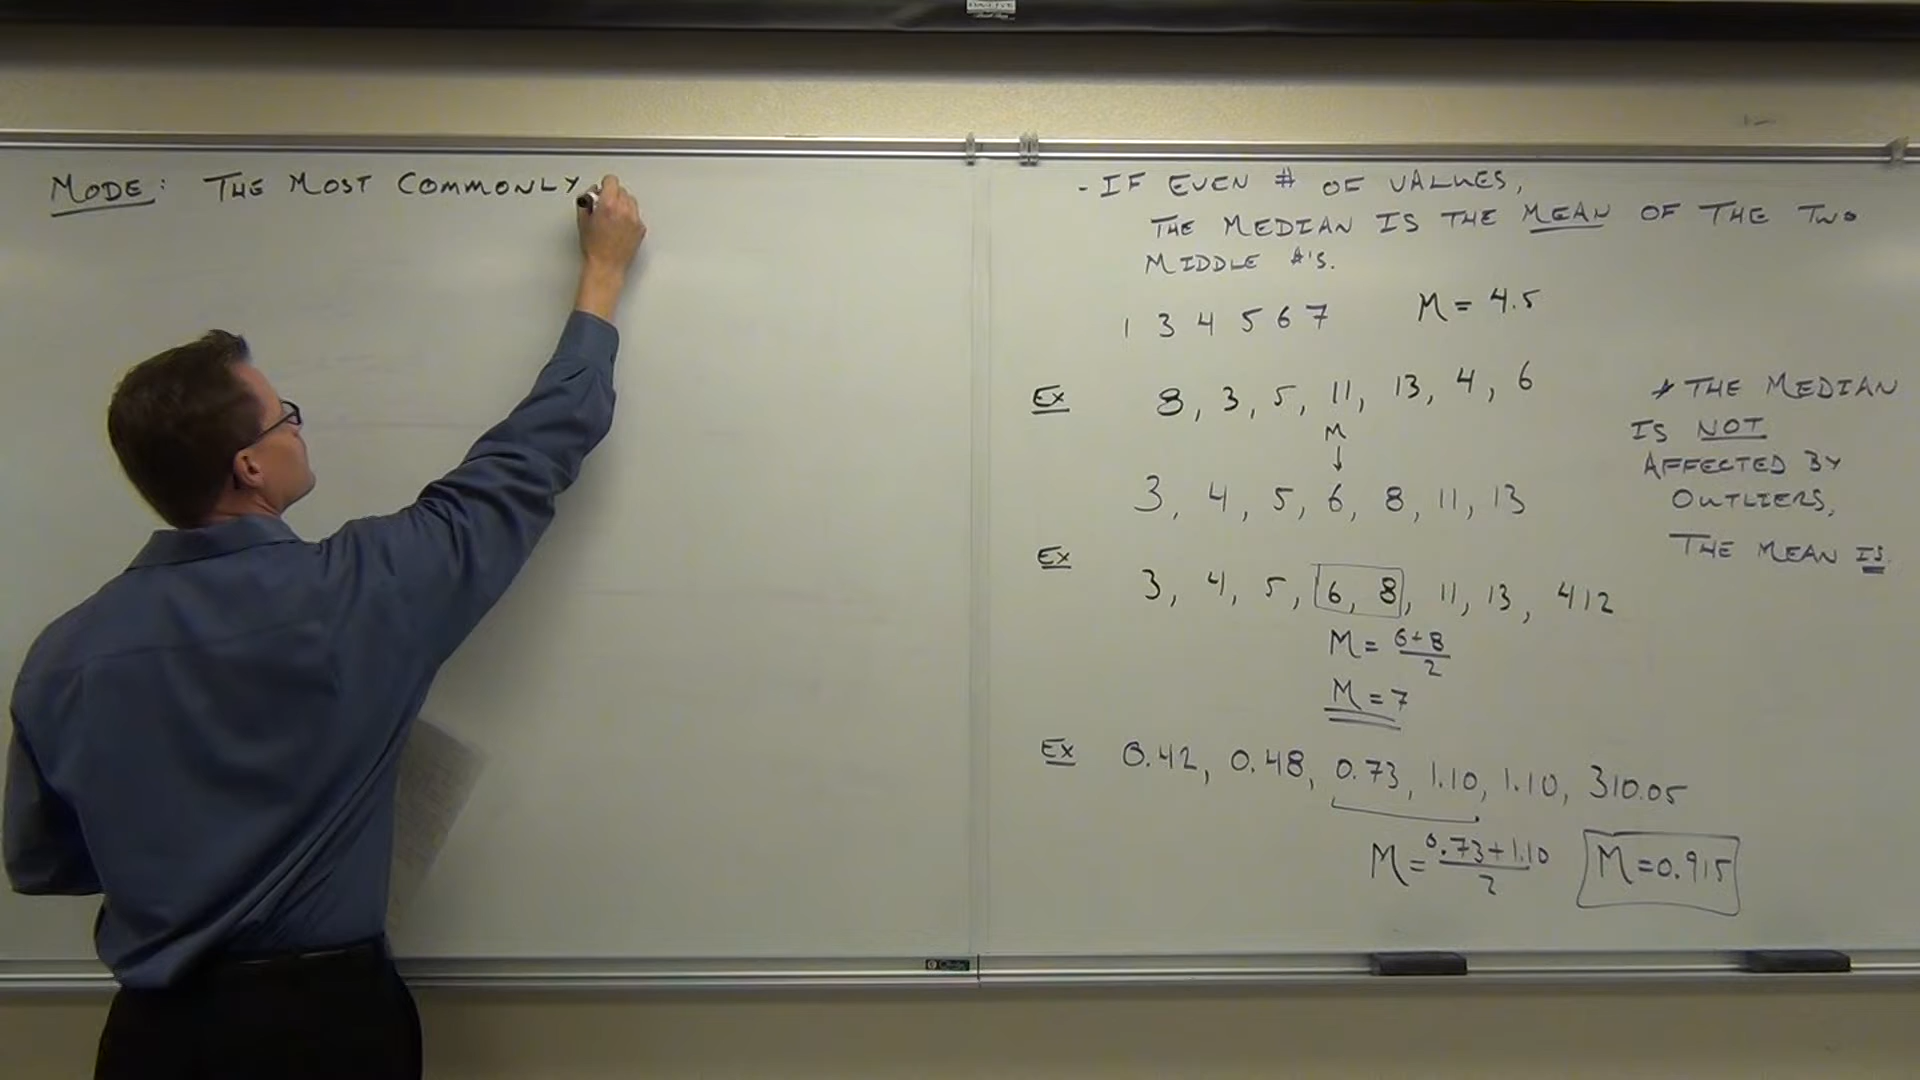 MODE: THE MOST COMMONLY
- IF EVEN # OF VALUES,
THE MEDIAN IS THE MEAN OF THE TWO
MIDDLE #'S.
1 3 4 5 6 7 M = 4.5
Ex 8, 3, 5, 11, 13, 4, 6
M
↓
3, 4, 5, 6, 8, 11, 13
* THE MEDIAN
IS NOT
AFFECTED BY
OUTLIERS,
THE MEAN IS.
Ex
3, 4, 5, 6, 8, 11, 13, 412
M = 6+8/2
M = 7
Ex 0.42, 0.48, 0.73, 1.10, 1.10, 310.05
M = 0.73+1.10/2 M=0.915